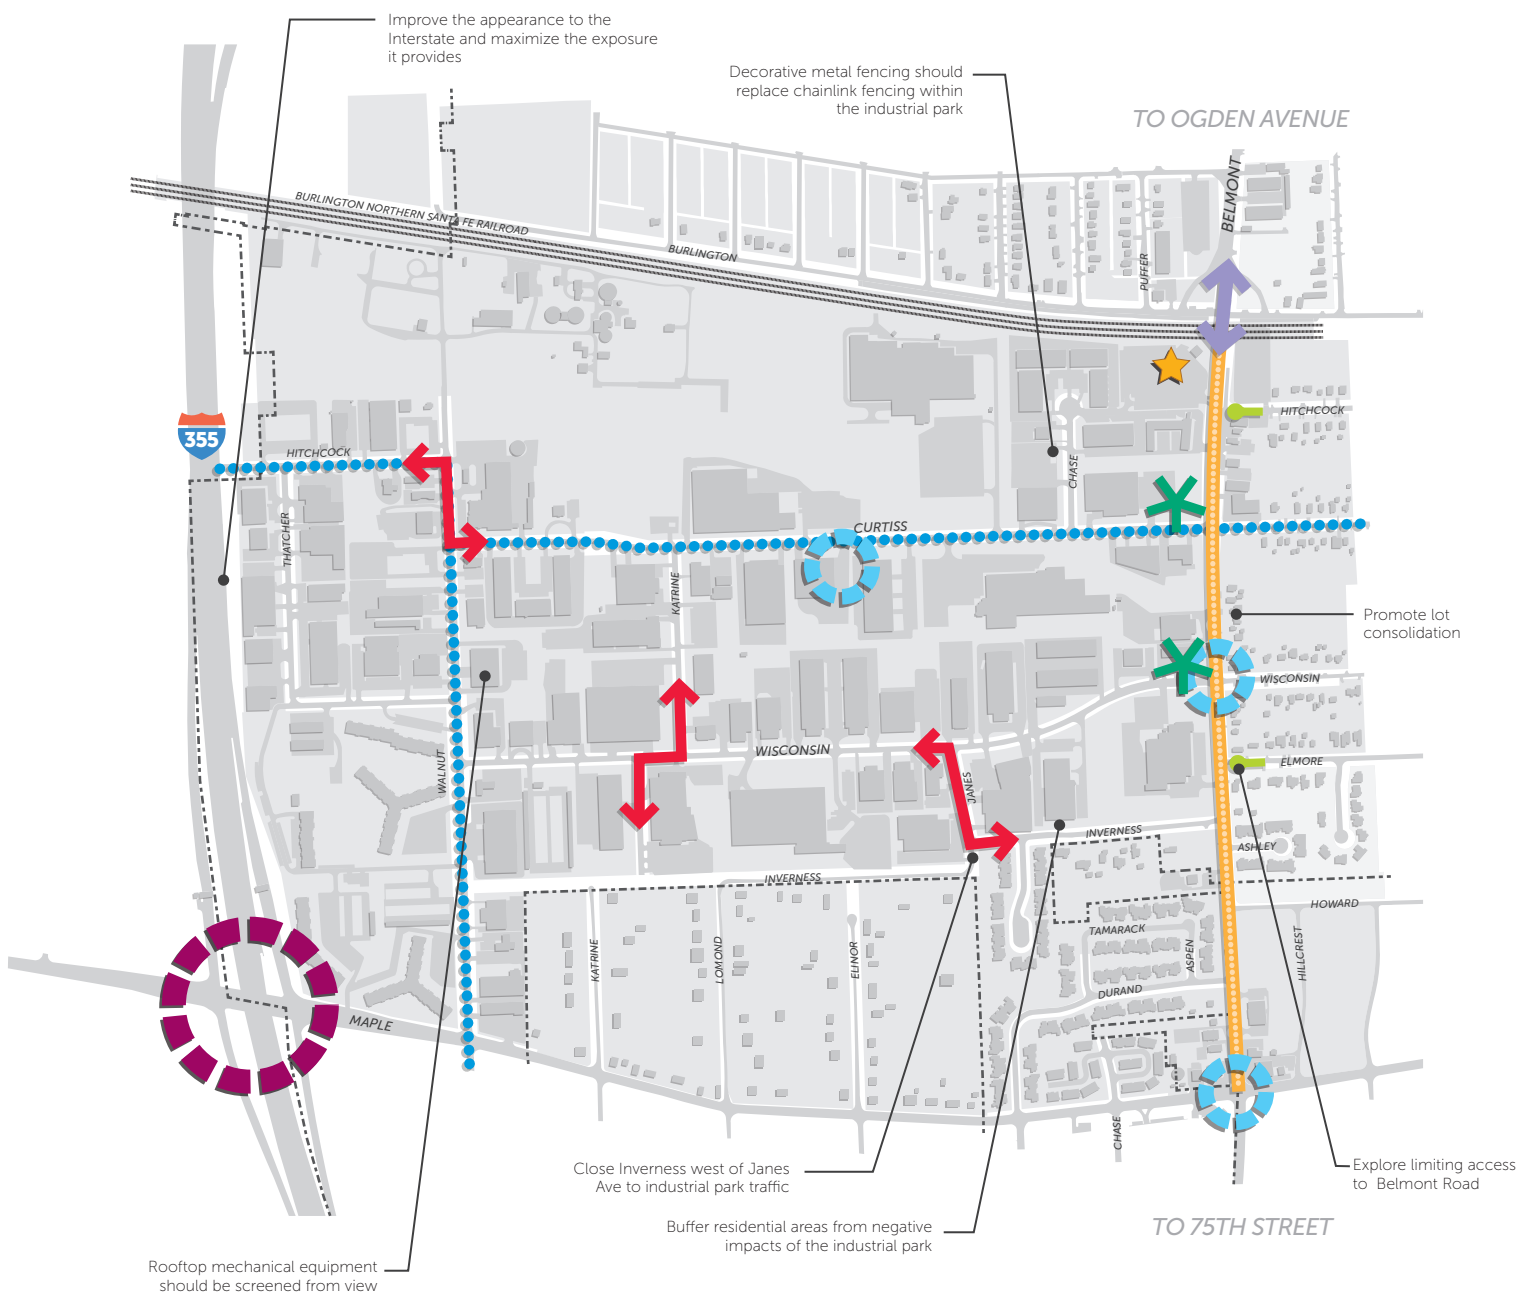 Improve the appearance to the
Interstate and maximize the exposure
it provides
Decorative metal fencing should
replace chainlink fencing within
the industrial park
TO OGDEN AVENUE
BELMONT
BURLINGTON NORTHERN SANTA FE RAILROAD
BURLINGTON
PUFFER
355
HITCHCOCK
HITCHCOCK
CHASE
THATCHER
CURTISS
KATRINE
Promote lot
consolidation
WISCONSIN
WISCONSIN
WALNUT
ELMORE
JANES
INVERNESS
ASHLEY
INVERNESS
HOWARD
TAMARACK
KATRINE
LOMOND
ELINOR
ASPEN
HILLCREST
DURAND
MAPLE
CHASE
Close Inverness west of Janes
Ave to industrial park traffic
Explore limiting access
to Belmont Road
Buffer residential areas from negative
impacts of the industrial park
TO 75TH STREET
Rooftop mechanical equipment
should be screened from view